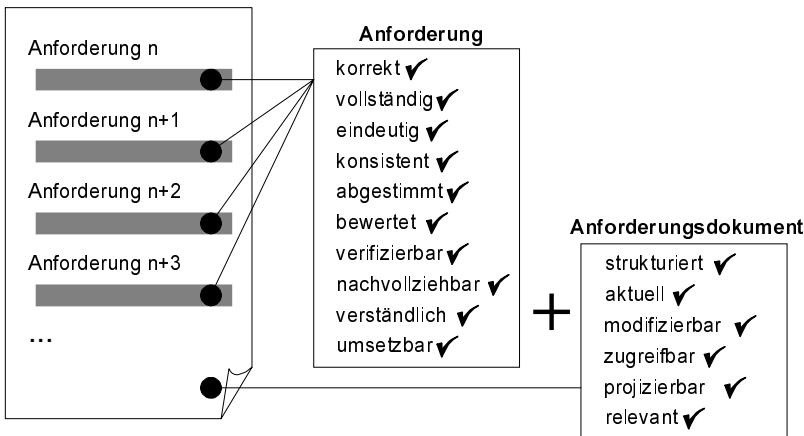 Anforderung n
Anforderung n+1
Anforderung n+2
Anforderung n+3
...
Anforderung
korrekt
vollständig
eindeutig
konsistent
abgestimmt
bewertet
verifizierbar
nachvollziehbar
verständlich
umsetzbar
+
Anforderungsdokument
strukturiert
aktuell
modifizierbar
zugreifbar
projizierbar
relevant